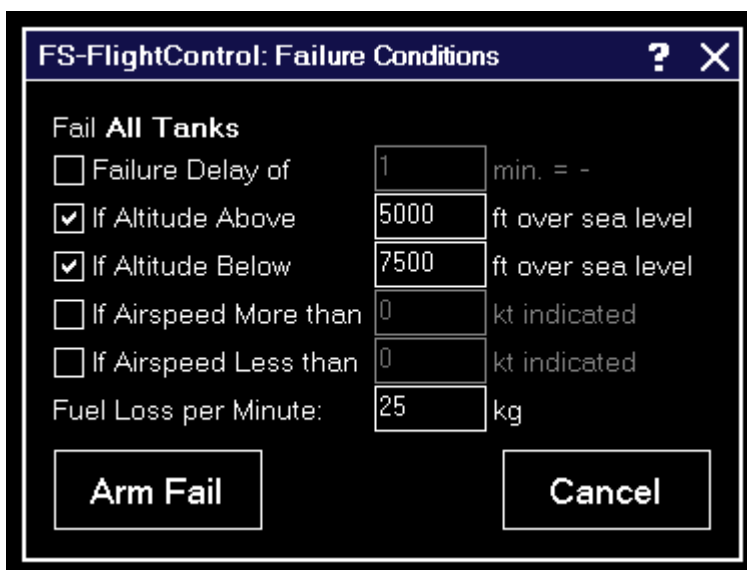 FS-FlightControl: Failure Conditions ? X
Fail All Tanks
Failure Delay of 1 min. = -
If Altitude Above 5000 ft over sea level
If Altitude Below 7500 ft over sea level
If Airspeed More than 0 kt indicated
If Airspeed Less than 0 kt indicated
Fuel Loss per Minute: 25 kg
Arm Fail Cancel